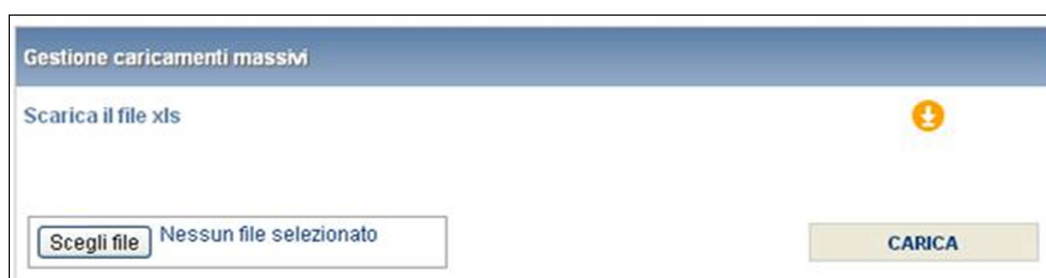 Gestione caricamenti massivi
Scarica il file xls
Scegli file Nessun file selezionato
CARICA